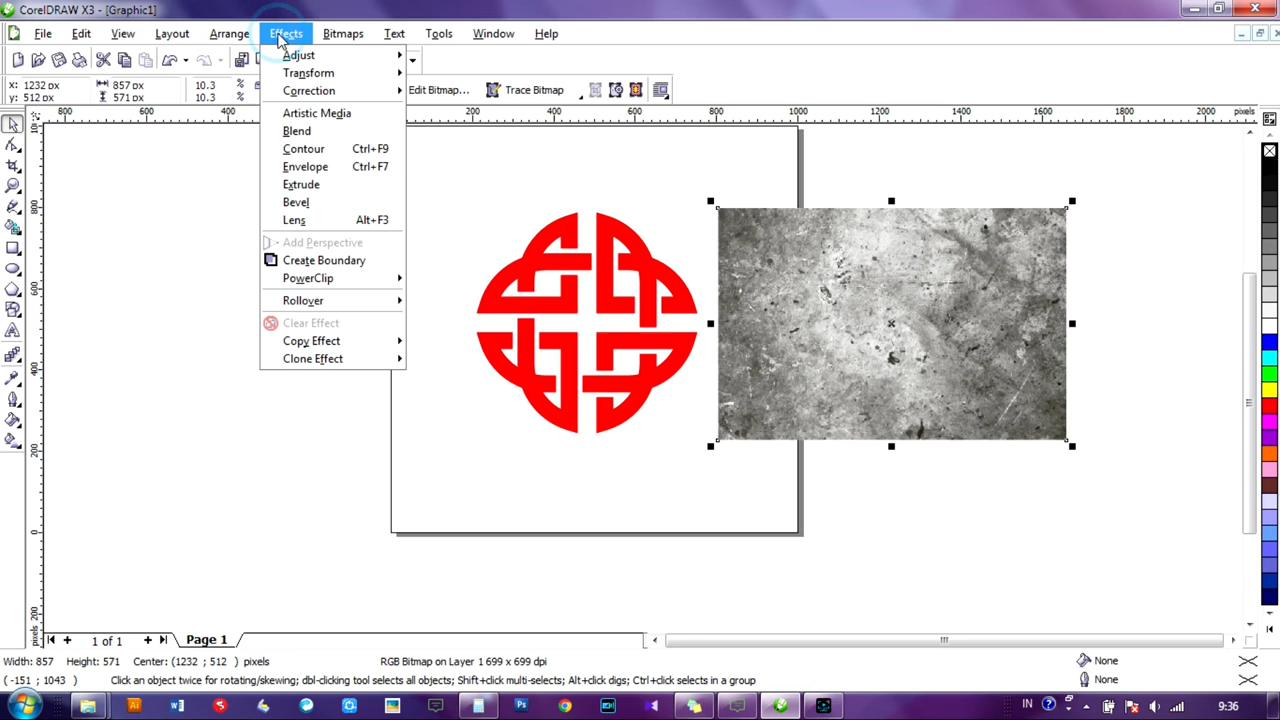 CorelDRAW X3 - [Graphic1]
File Edit View Layout Arrange Effects Bitmaps Text Tools Window Help
x: 1232 px 857 px 10.3 %
y: 512 px 571 px 10.3 %
Edit Bitmap... Trace Bitmap
800 600 400 600 800 1000 1200 1400 1600 1800 2000 pixels
Adjust
Transform
Correction
Artistic Media
Blend
Contour Ctrl+F9
Envelope Ctrl+F7
Extrude
Bevel
Lens Alt+F3
Add Perspective
Create Boundary
PowerClip
Rollover
Clear Effect
Copy Effect
Clone Effect
800
600
400
200
0
200
pixels
1 of 1 Page 1
Width: 857 Height: 571 Center: (1232 ; 512 ) pixels RGB Bitmap on Layer 1 699 x 699 dpi None
(-151 ; 1043 ) Click an object twice for rotating/skewing; dbl-clicking tool selects all objects; Shift+click multi-selects; Alt+click digs; Ctrl+click selects in a group None
IN 9:36